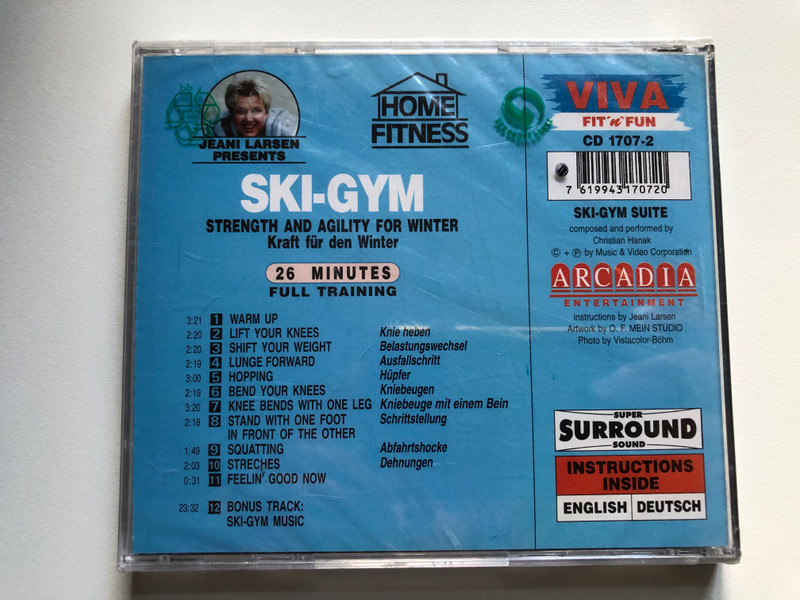 JEANI LARSEN
PRESENTS
HOME
FITNESS
SKI-GYM
STRENGTH AND AGILITY FOR WINTER
Kraft für den Winter
26 MINUTES
FULL TRAINING
3:21 1 WARM UP
2:20 2 LIFT YOUR KNEES Knie heben
2:20 3 SHIFT YOUR WEIGHT Belastungswechsel
2:19 4 LUNGE FORWARD Ausfallschritt
3:00 5 HOPPING Hüpfer
2:19 6 BEND YOUR KNEES Kniebeugen
3:20 7 KNEE BENDS WITH ONE LEG Kniebeuge mit einem Bein
2:18 8 STAND WITH ONE FOOT Schrittstellung
IN FRONT OF THE OTHER
1:49 9 SQUATTING Abfahrtshocke
2:03 10 STRECHES Dehnungen
0:31 11 FEELIN' GOOD NOW
23:32 12 BONUS TRACK:
SKI-GYM MUSIC
VIVA
FIT'n'FUN
CD 1707-2
7 619943 170720
SKI-GYM SUITE
composed and performed by
Christian Hanak
© + ℗ by Music & Video Corporation
ARCADIA
ENTERTAINMENT
instructions by Jeani Larsen
Artwork by O. F. MEIN STUDIO
Photo by Vistacolor-Böhm
SUPER
SURROUND
SOUND
INSTRUCTIONS
INSIDE
ENGLISH DEUTSCH